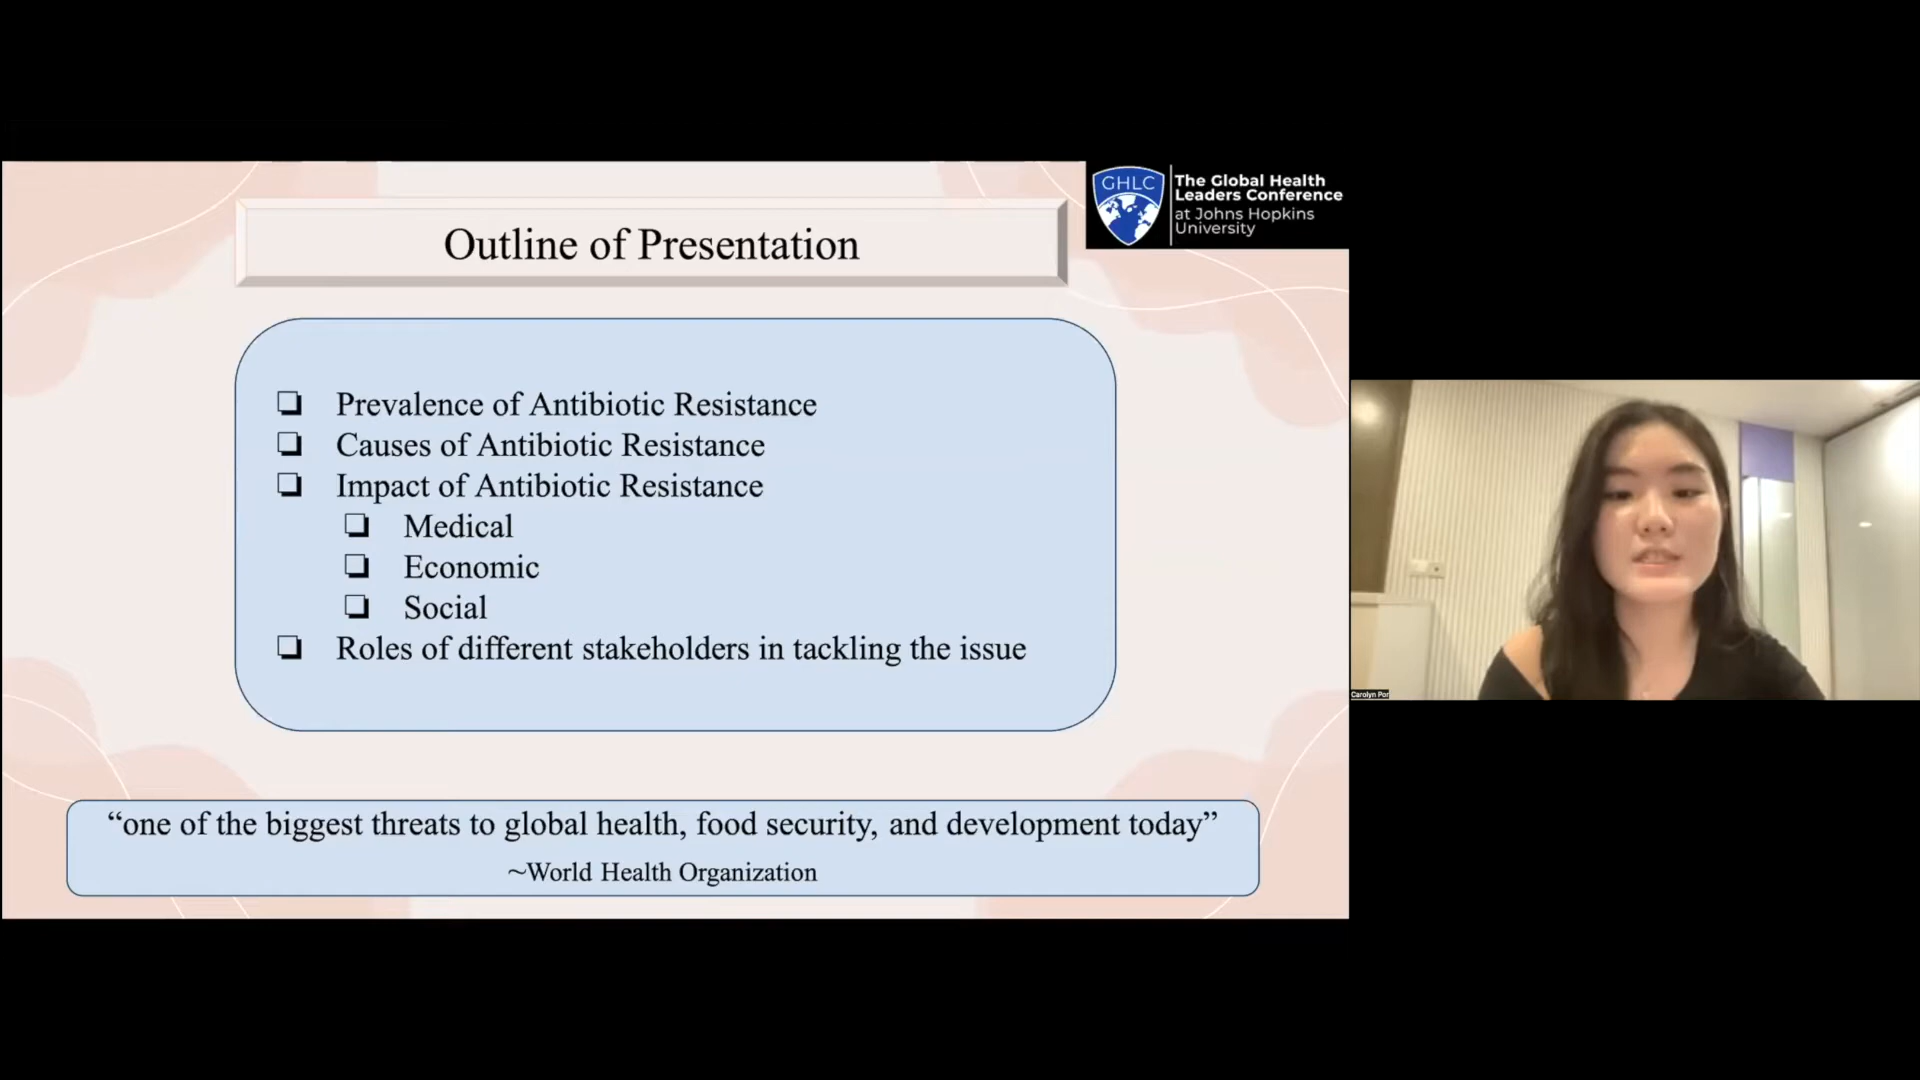 GHLC
The Global Health
Leaders Conference
at Johns Hopkins
University
Outline of Presentation
❏ Prevalence of Antibiotic Resistance
❏ Causes of Antibiotic Resistance
❏ Impact of Antibiotic Resistance
❏ Medical
❏ Economic
❏ Social
❏ Roles of different stakeholders in tackling the issue
“one of the biggest threats to global health, food security, and development today”
~World Health Organization
Carolyn Por